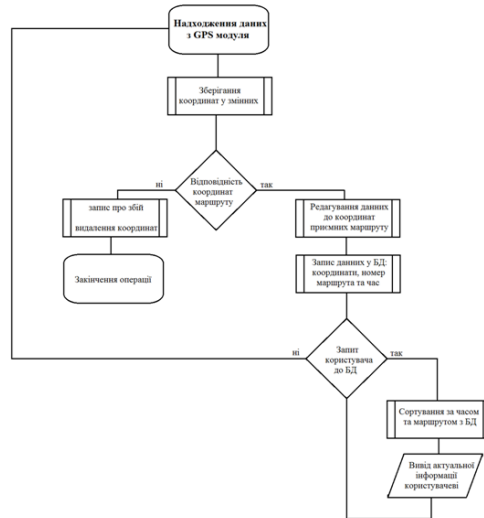 Надходження даних
з GPS модуля
Зберігання
координат у змінних
ні
Відповідність
координат
маршруту
так
запис про збій
видалення координат
Редагування данних
до координат
приємних маршруту
Закінчення операції
Запис данних у БД:
координати, номер
маршрута та час
ні
Запит
користувача
до БД
так
Сортування за часом
та маршрутом з БД
Вивід актуальної
інформації
користувачеві